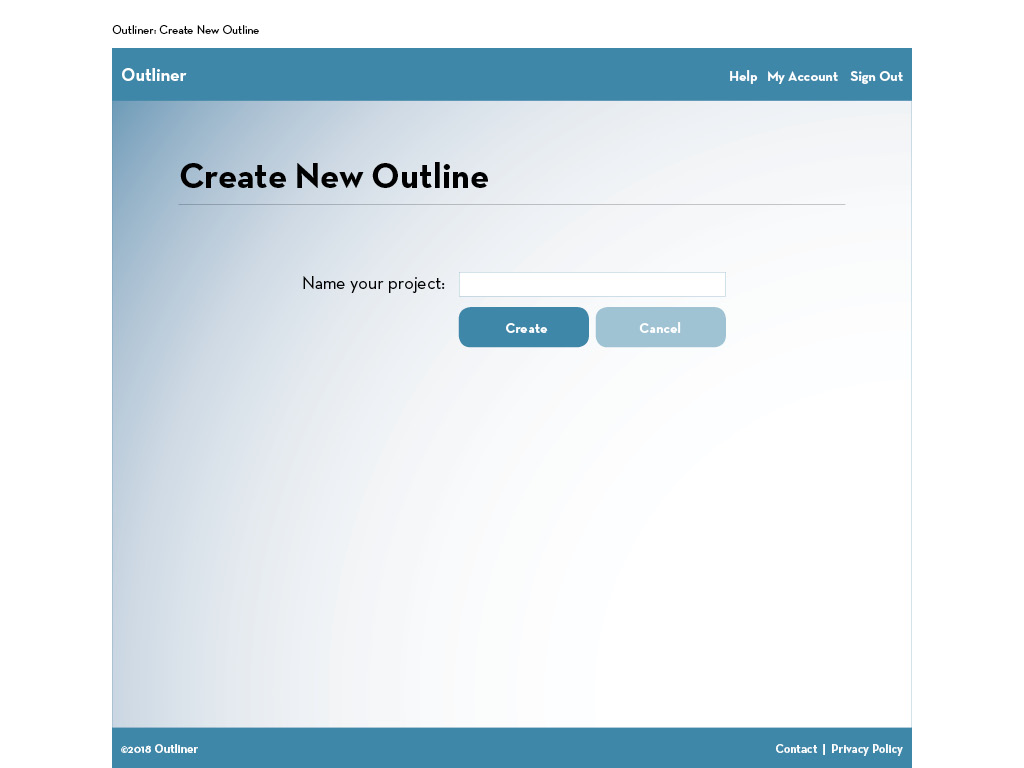 Outliner: Create New Outline
Outliner Help My Account Sign Out
Create New Outline
Name your project:
Create Cancel
©2018 Outliner Contact | Privacy Policy